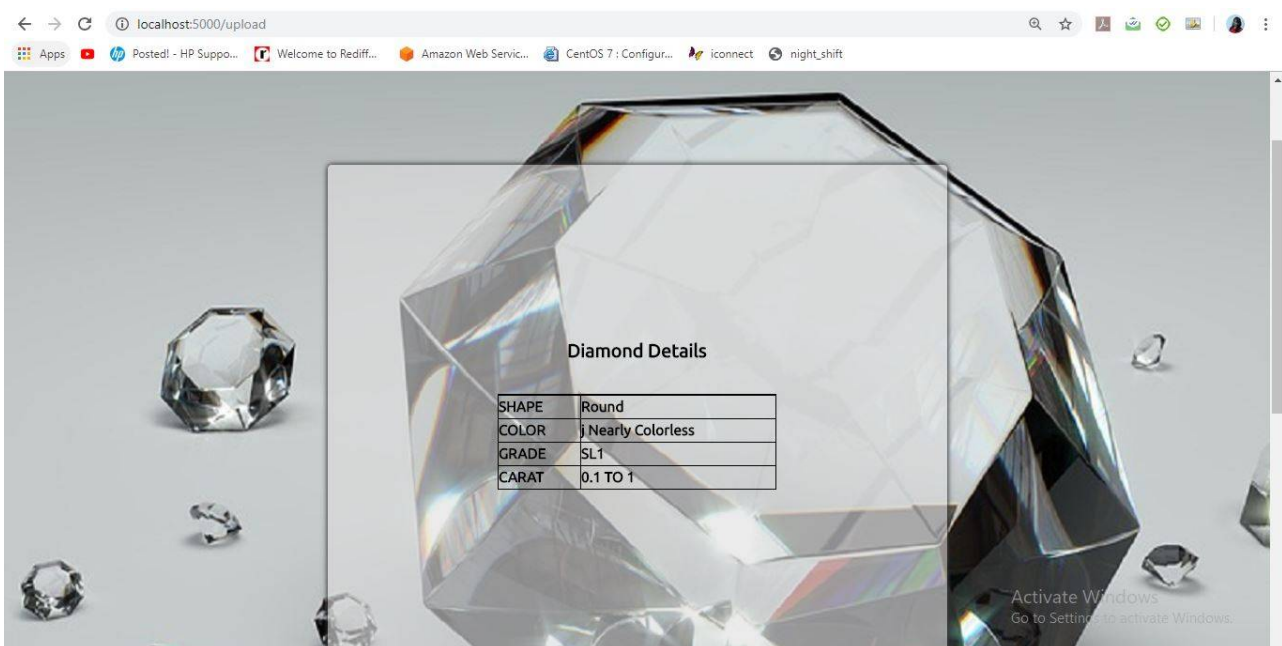 localhost:5000/upload
Apps Posted! - HP Suppo... Welcome to Rediff... Amazon Web Servic... CentOS 7 : Configur... iconnect night_shift
Diamond Details
SHAPE Round
COLOR j Nearly Colorless
GRADE SL1
CARAT 0.1 TO 1
Activate Windows
Go to Settings to activate Windows.